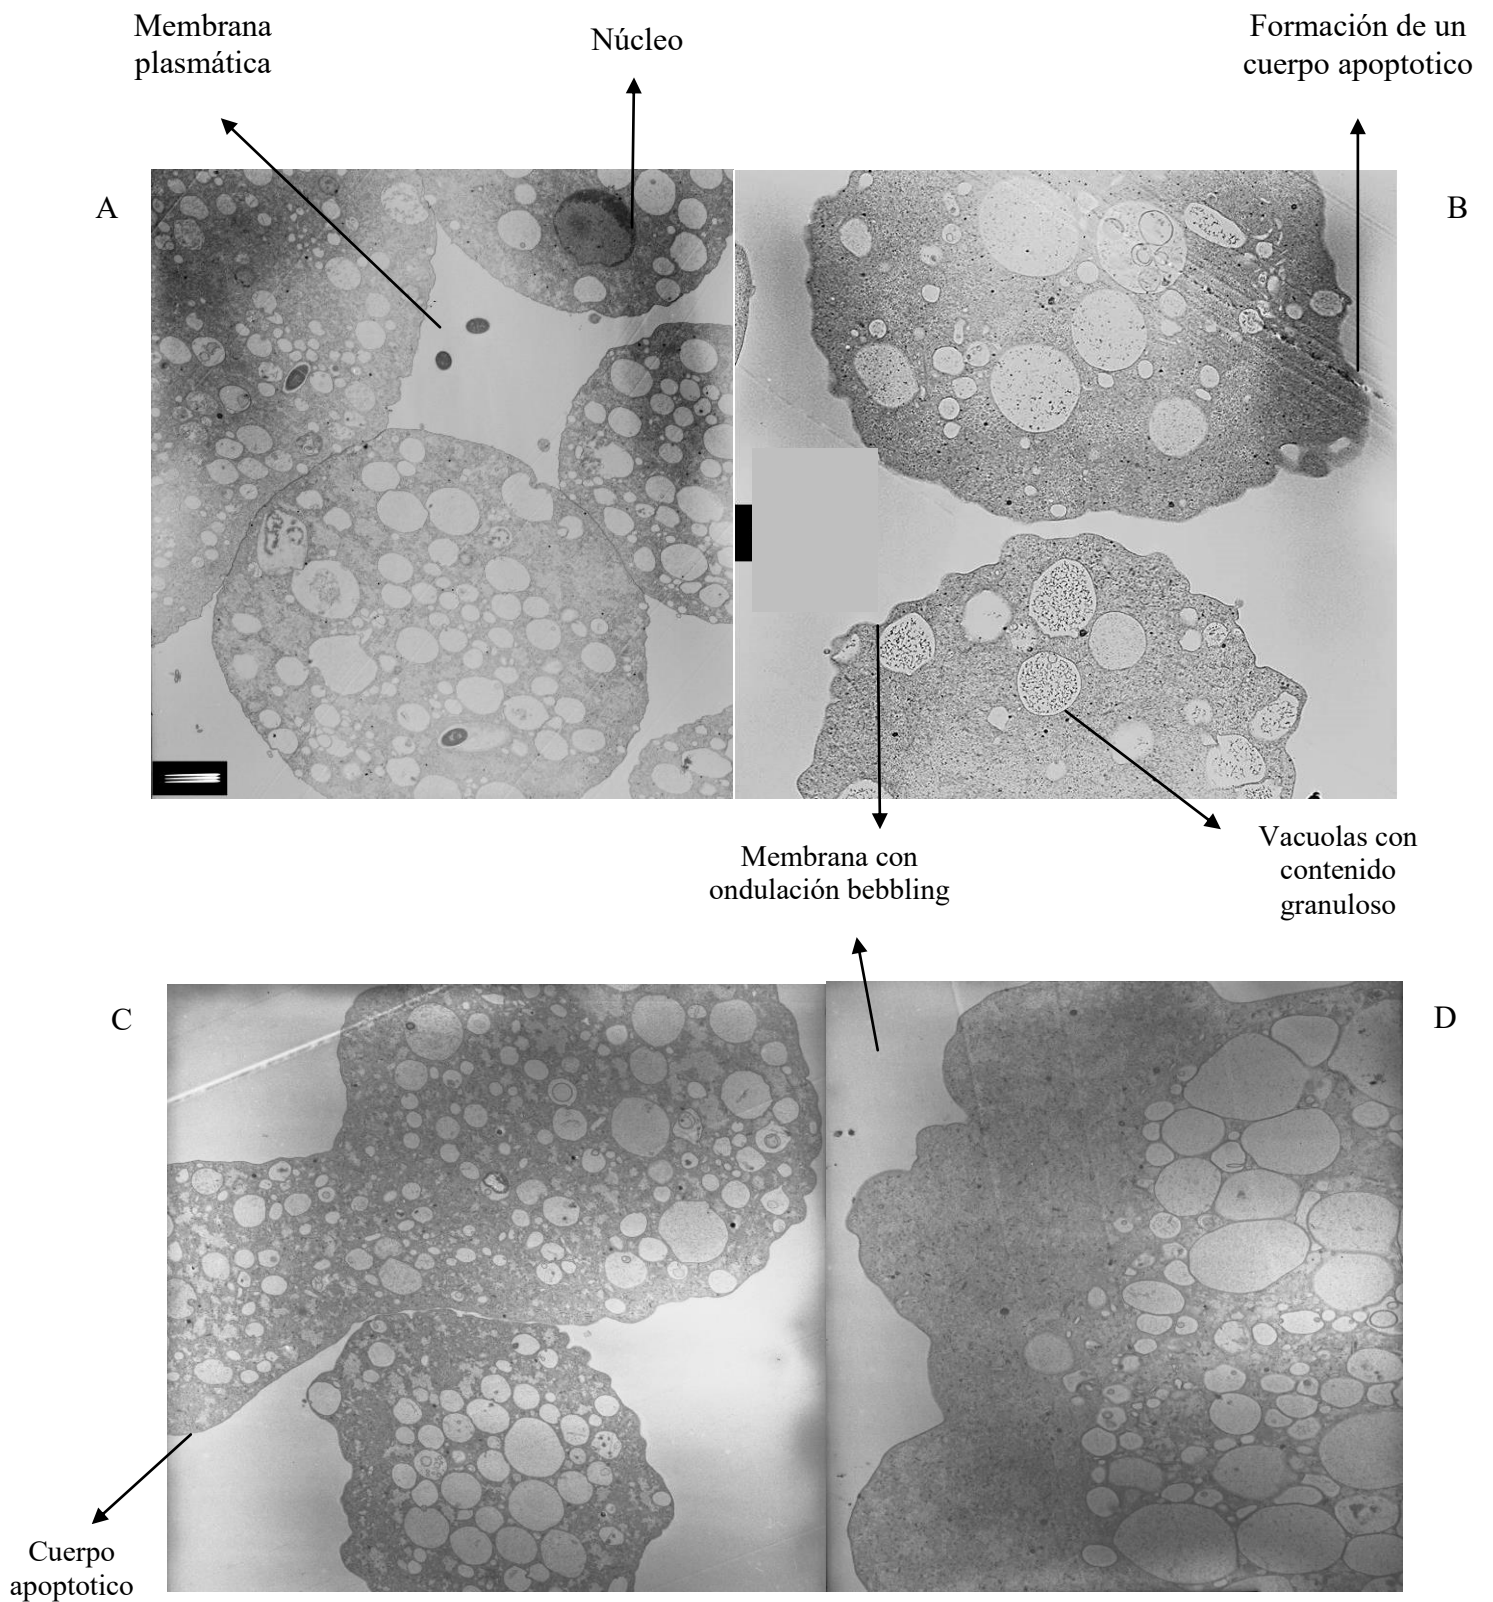 Membrana
plasmática
Núcleo
Formación de un
cuerpo apoptotico
A
B
Membrana con
ondulación bebbling
Vacuolas con
contenido
granuloso
C
D
Cuerpo
apoptotico